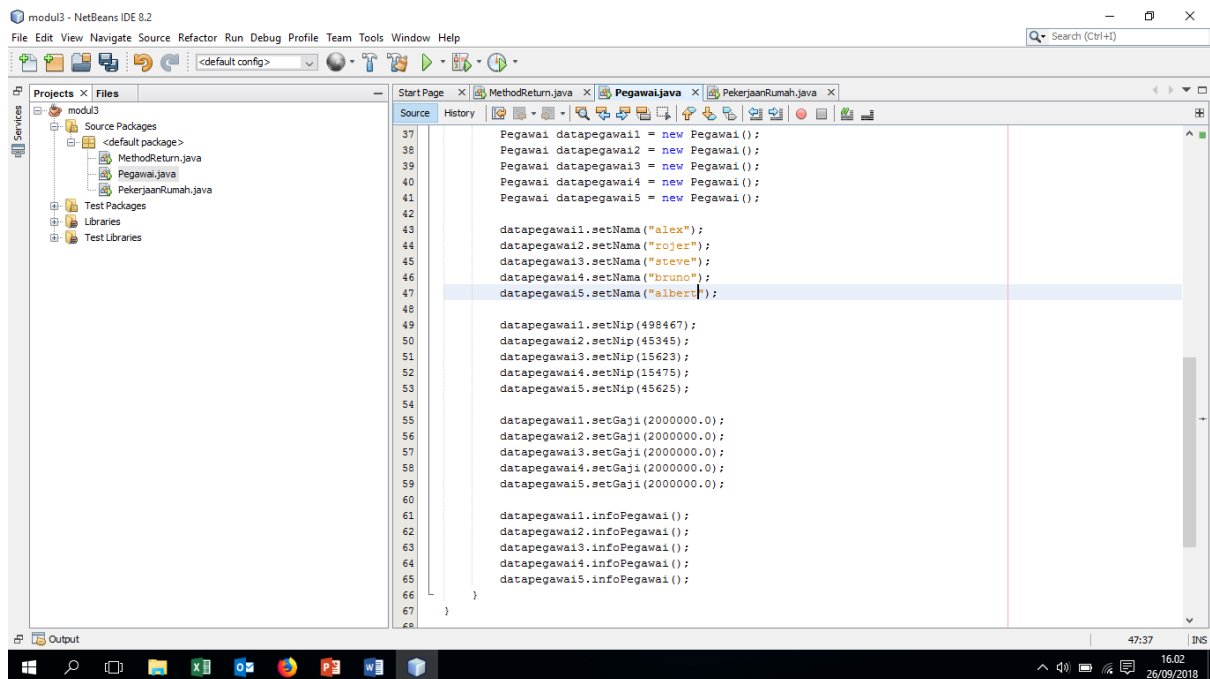 modul3 - NetBeans IDE 8.2
File Edit View Navigate Source Refactor Run Debug Profile Team Tools Window Help
Search (Ctrl+I)
<default config>
Projects Files
Start Page MethodReturn.java Pegawai.java PekerjaanRumah.java
Services
modul3
Source Packages
<default package>
MethodReturn.java
Pegawai.java
PekerjaanRumah.java
Test Packages
Libraries
Test Libraries
Source History
37 Pegawai datapegawai1 = new Pegawai();
38 Pegawai datapegawai2 = new Pegawai();
39 Pegawai datapegawai3 = new Pegawai();
40 Pegawai datapegawai4 = new Pegawai();
41 Pegawai datapegawai5 = new Pegawai();
42
43 datapegawai1.setNama("alex");
44 datapegawai2.setNama("rojer");
45 datapegawai3.setNama("steve");
46 datapegawai4.setNama("bruno");
47 datapegawai5.setNama("albert");
48
49 datapegawai1.setNip(498467);
50 datapegawai2.setNip(45345);
51 datapegawai3.setNip(15623);
52 datapegawai4.setNip(15475);
53 datapegawai5.setNip(45625);
54
55 datapegawai1.setGaji(2000000.0);
56 datapegawai2.setGaji(2000000.0);
57 datapegawai3.setGaji(2000000.0);
58 datapegawai4.setGaji(2000000.0);
59 datapegawai5.setGaji(2000000.0);
60
61 datapegawai1.infoPegawai();
62 datapegawai2.infoPegawai();
63 datapegawai3.infoPegawai();
64 datapegawai4.infoPegawai();
65 datapegawai5.infoPegawai();
66 }
67 }
68
Output
47:37 INS
16.02
26/09/2018